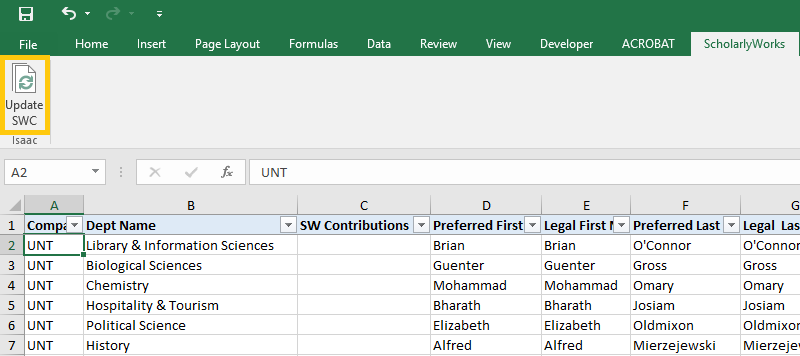 File Home Insert Page Layout Formulas Data Review View Developer ACROBAT ScholarlyWorks
Update
SWC
Isaac
A2 fx UNT
A B C D E F G
1 Compa Dept Name SW Contributions Preferred First Legal First N Preferred Last Legal Las
2 UNT Library & Information Sciences Brian Brian O'Connor O'Connor
3 UNT Biological Sciences Guenter Guenter Gross Gross
4 UNT Chemistry Mohammad Mohammad Omary Omary
5 UNT Hospitality & Tourism Bharath Bharath Josiam Josiam
6 UNT Political Science Elizabeth Elizabeth Oldmixon Oldmixon
7 UNT History Alfred Alfred Mierzejewski Mierzejewski